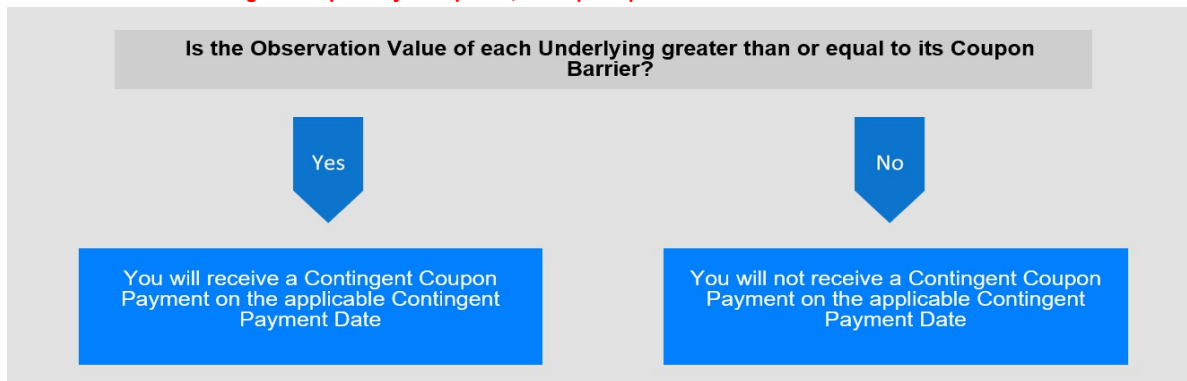 Is the Observation Value of each Underlying greater than or equal to its Coupon
Barrier?
Yes
No
You will receive a Contingent Coupon
Payment on the applicable Contingent
Payment Date
You will not receive a Contingent Coupon
Payment on the applicable Contingent
Payment Date